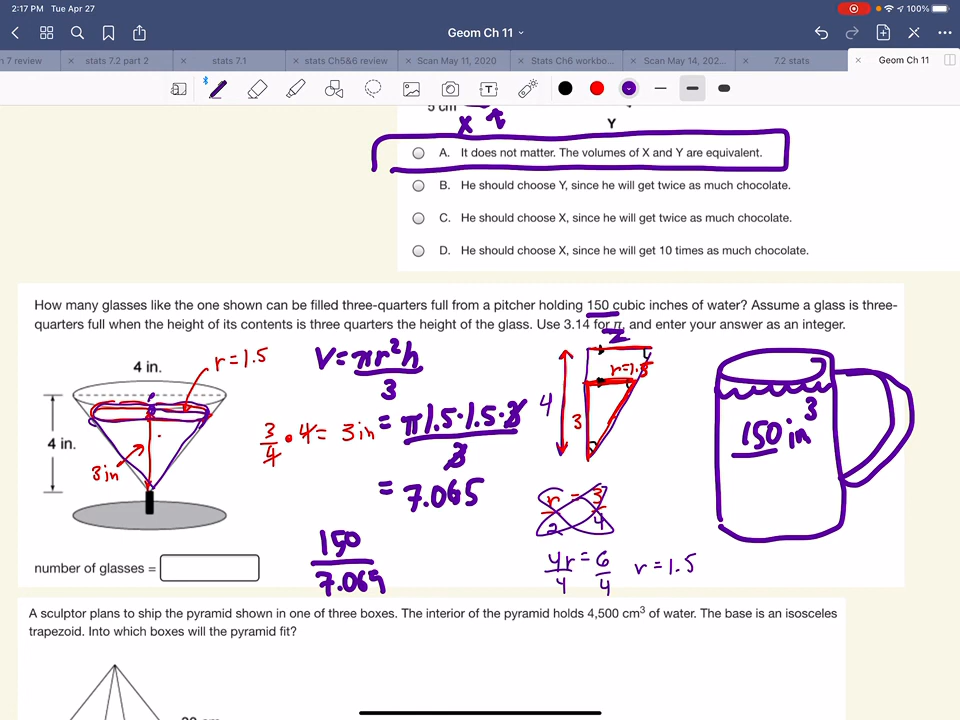 2:17 PM Tue Apr 27
100%
Geom Ch 11
n 7 review
stats 7.2 part 2
stats 7.1
stats Ch5&6 review
Scan May 11, 2020
Stats Ch6 workbo...
Scan May 14, 202...
7.2 stats
Geom Ch 11
5 cm
X
Y
A. It does not matter. The volumes of X and Y are equivalent.
B. He should choose Y, since he will get twice as much chocolate.
C. He should choose X, since he will get twice as much chocolate.
D. He should choose X, since he will get 10 times as much chocolate.
How many glasses like the one shown can be filled three-quarters full from a pitcher holding 150 cubic inches of water? Assume a glass is three-
quarters full when the height of its contents is three quarters the height of the glass. Use 3.14 for π, and enter your answer as an integer.
4 in.
r=1.5
4 in.
3in
3/4 • 4 = 3in
V = πr²h/3
= π1.5·1.5·3/3
= 7.065
150/7.065
2
r=1.5
4
3
r/2 = 3/4
4r/4 = 6/4
r=1.5
150 in³
number of glasses =
A sculptor plans to ship the pyramid shown in one of three boxes. The interior of the pyramid holds 4,500 cm³ of water. The base is an isosceles
trapezoid. Into which boxes will the pyramid fit?